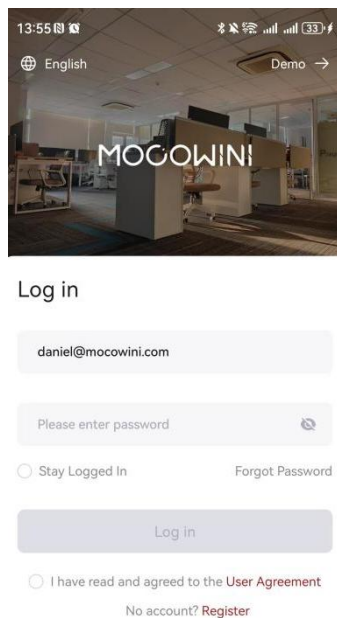 13:55 33
English Demo →
MOCOWINI
Log in
daniel@mocowini.com
Please enter password
Stay Logged In Forgot Password
Log in
I have read and agreed to the User Agreement
No account? Register